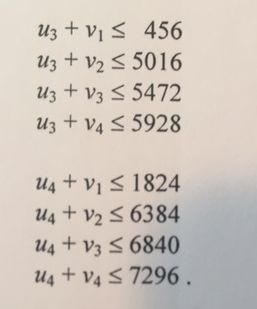 u₃ + v₁ ≤ 456
u₃ + v₂ ≤ 5016
u₃ + v₃ ≤ 5472
u₃ + v₄ ≤ 5928
u₄ + v₁ ≤ 1824
u₄ + v₂ ≤ 6384
u₄ + v₃ ≤ 6840
u₄ + v₄ ≤ 7296 .